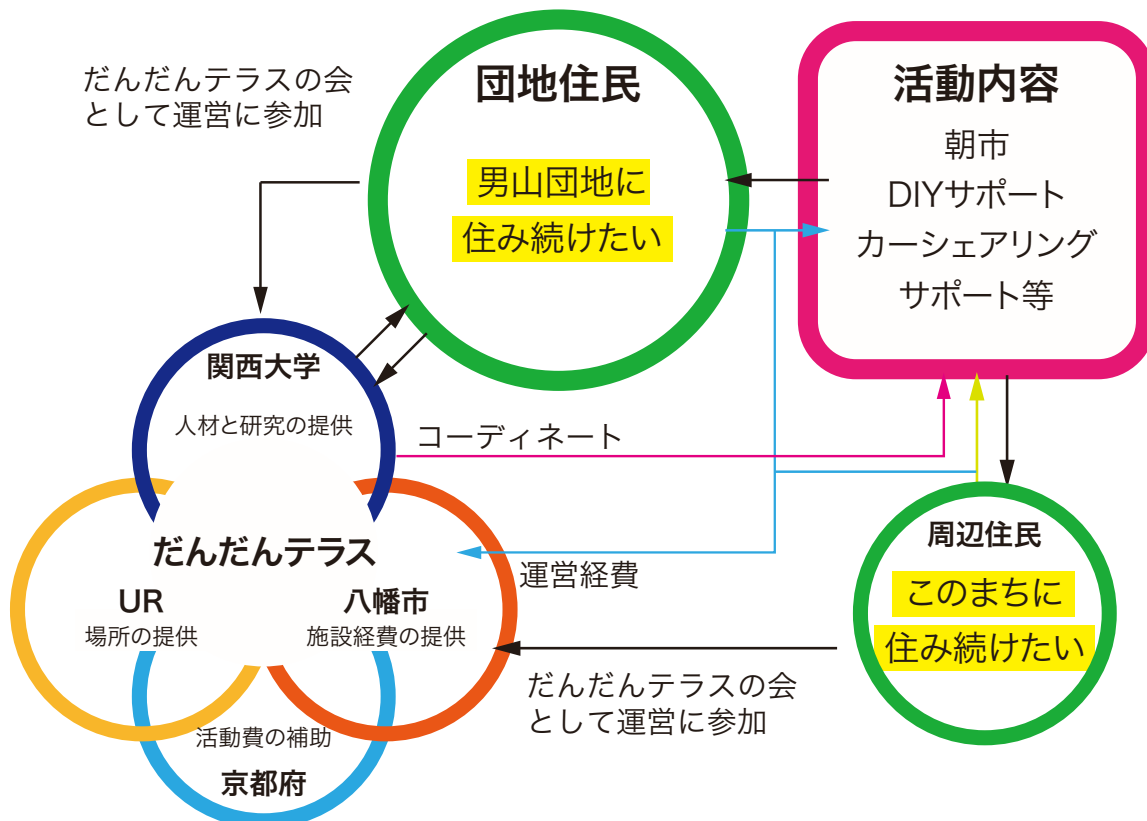 だんだんテラスの会
として運営に参加
団地住民
男山団地に
住み続けたい
活動内容
朝市
DIYサポート
カーシェアリング
サポート等
関西大学
人材と研究の提供
コーディネート
だんだんテラス
運営経費
UR
場所の提供
八幡市
施設経費の提供
周辺住民
このまちに
住み続けたい
だんだんテラスの会
として運営に参加
活動費の補助
京都府